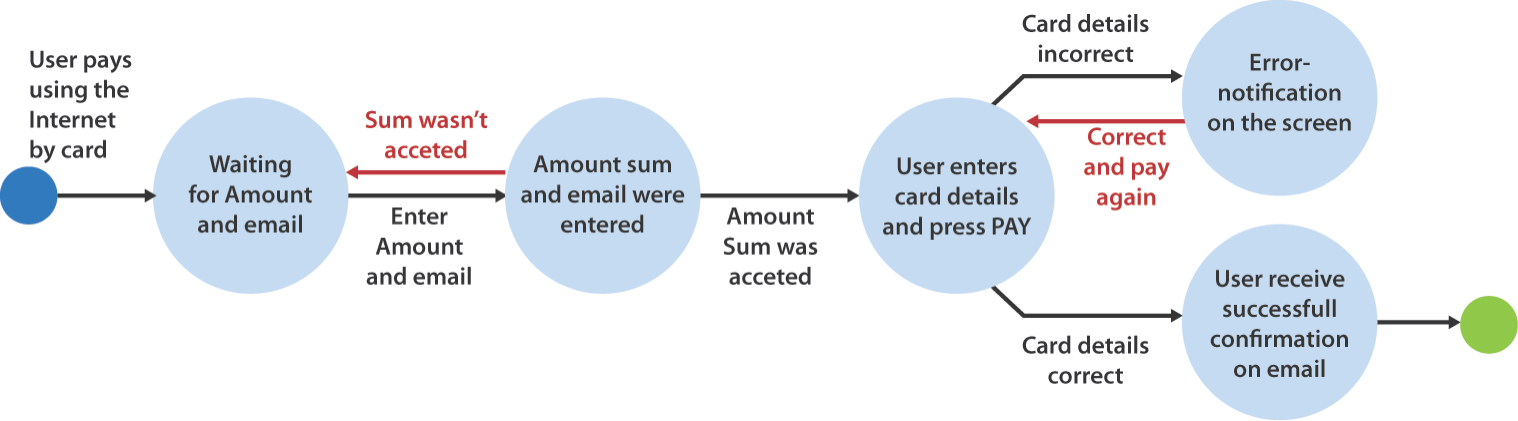 User pays
using the
Internet
by card
Waiting
for Amount
and email
Sum wasn't
acceted
Enter
Amount
and email
Amount sum
and email were
entered
Amount
Sum was
acceted
User enters
card details
and press PAY
Card details
incorrect
Error-
notification
on the screen
Correct
and pay
again
Card details
correct
User receive
successfull
confirmation
on email